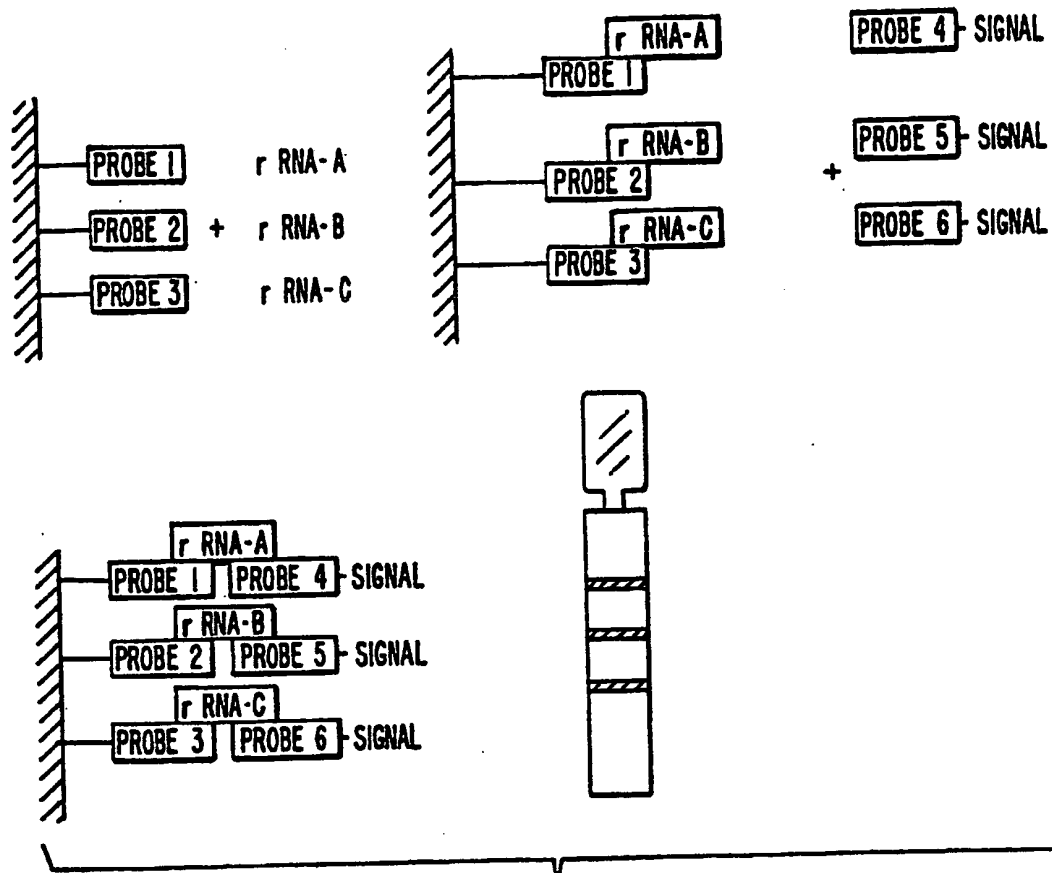 PROBE 1 r RNA-A
PROBE 2 + r RNA-B
PROBE 3 r RNA-C
r RNA-A
PROBE 1
r RNA-B
PROBE 2
r RNA-C
PROBE 3
+
PROBE 4 - SIGNAL
PROBE 5 - SIGNAL
PROBE 6 - SIGNAL
r RNA-A
PROBE 1 PROBE 4 - SIGNAL
r RNA-B
PROBE 2 PROBE 5 - SIGNAL
r RNA-C
PROBE 3 PROBE 6 - SIGNAL